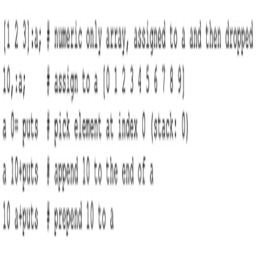 [1 2 3]:a; # numeric only array, assigned to a and then dropped
10,:a;    # assign to a [0 1 2 3 4 5 6 7 8 9]
a 0= puts  # pick element at index 0 (stack: 0)
a 10+puts  # append 10 to the end of a
10 a+puts  # prepend 10 to a